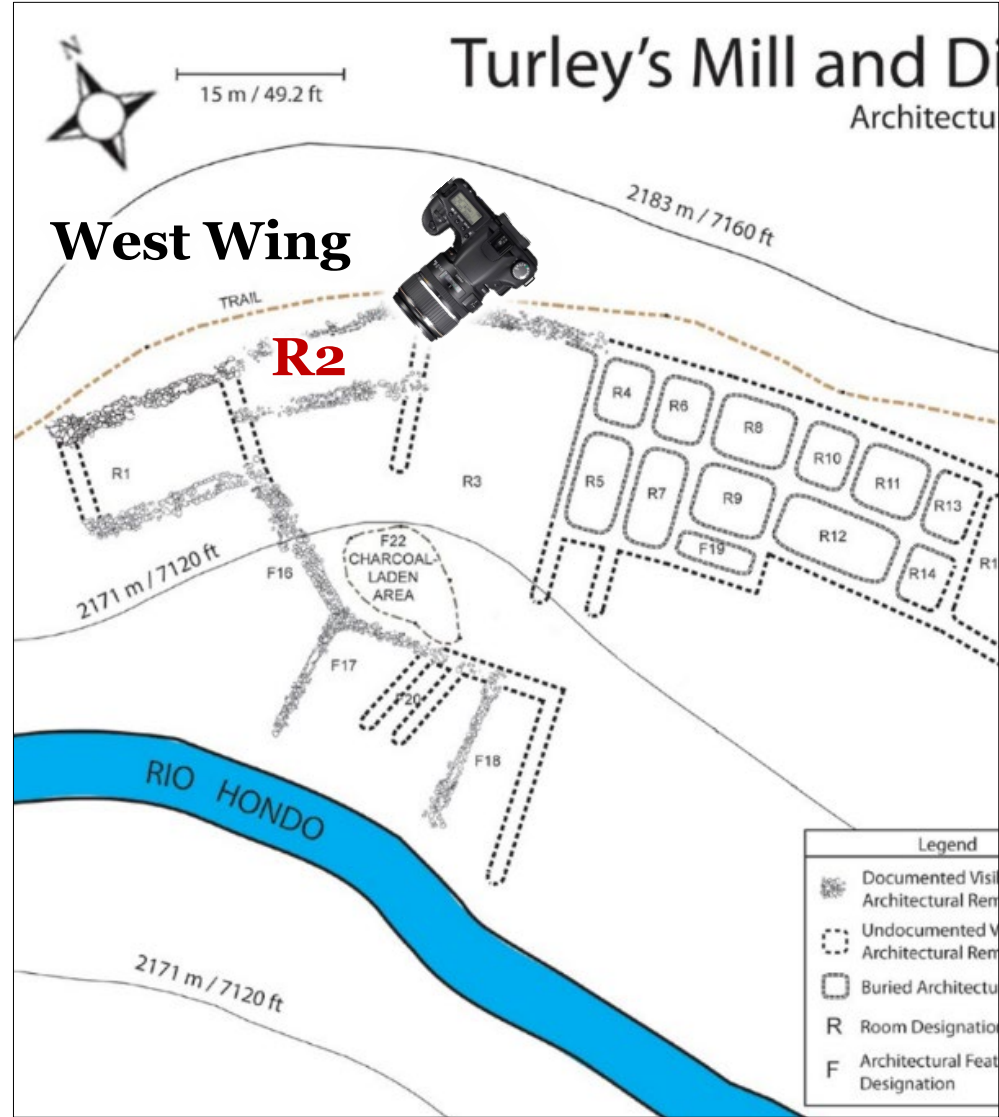 N
15 m / 49.2 ft
Turley's Mill and Di
Architectu
2183 m / 7160 ft
West Wing
TRAIL
R2
R1
R3
R4
R6
R8
R10
R11
R13
R5
R7
R9
R12
R14
R1
F19
F22
CHARCOAL-
LADEN
AREA
2171 m / 7120 ft
F16
F17
F20
F18
RIO HONDO
2171 m / 7120 ft
Legend
Documented Visi
Architectural Rem
Undocumented V
Architectural Rem
Buried Architectu
R Room Designation
F Architectural Feat
Designation